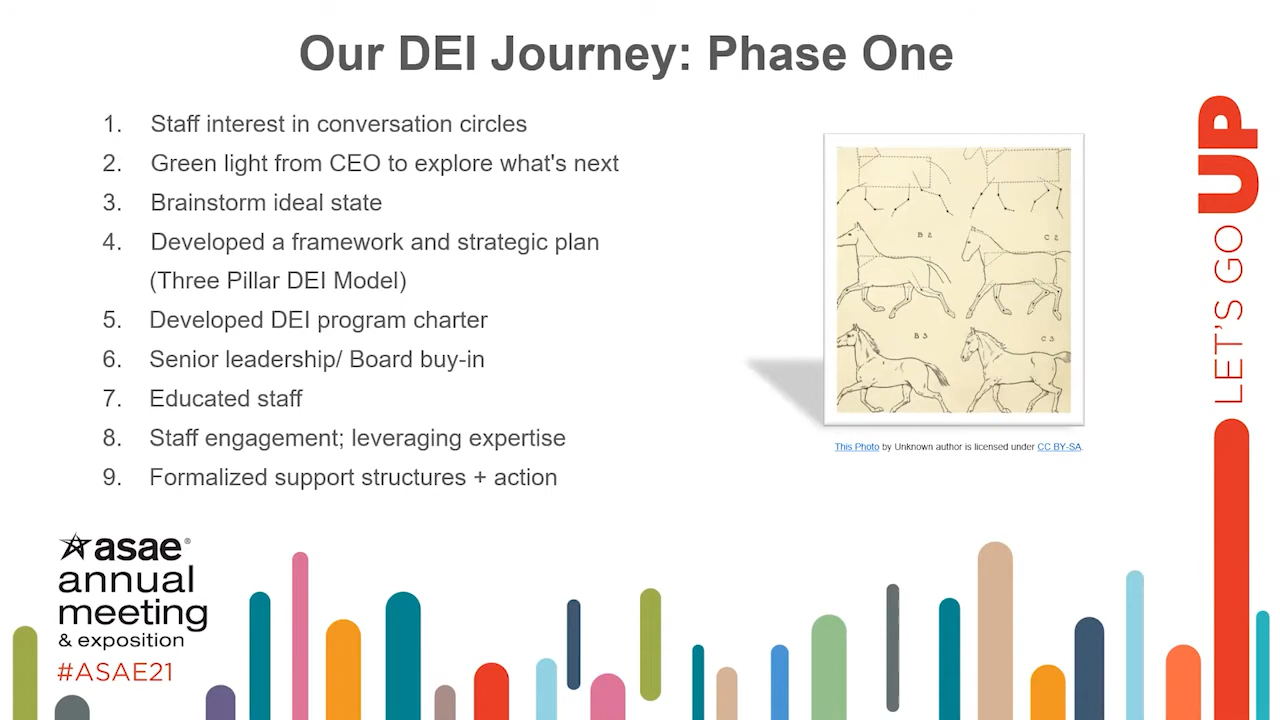 Our DEI Journey: Phase One
1. Staff interest in conversation circles
2. Green light from CEO to explore what's next
3. Brainstorm ideal state
4. Developed a framework and strategic plan
(Three Pillar DEI Model)
5. Developed DEI program charter
6. Senior leadership/ Board buy-in
7. Educated staff
8. Staff engagement; leveraging expertise
9. Formalized support structures + action
B 2
C 2
B 3
C 3
This Photo by Unknown author is licensed under CC BY-SA.
LET'S GO UP
asae®
annual
meeting
& exposition
#ASAE21